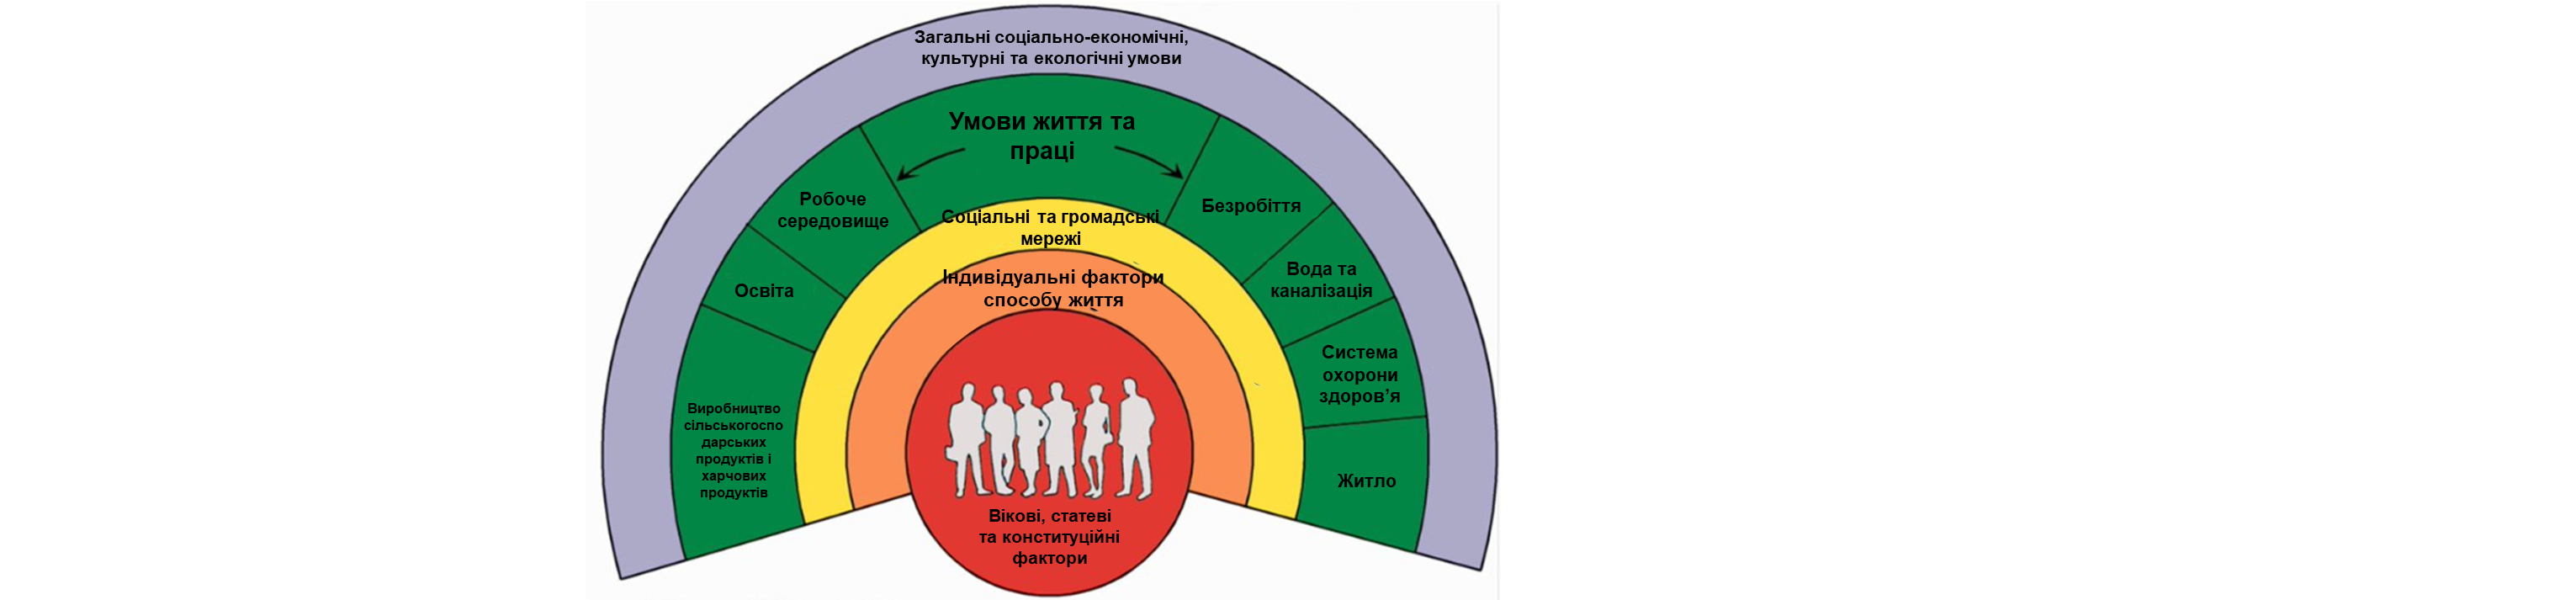 Загальні соціально-економічні,
культурні та екологічні умови
Умови життя та
праці
Робоче
середовище
Безробіття
Соціальні та громадські
мережі
Освіта
Вода та
каналізація
Індивідуальні фактори
способу життя
Система
охорони
здоров’я
Виробництво
сільськогоспо
дарських
продуктів і
харчових
продуктів
Житло
Вікові, статеві
та конституційні
фактори